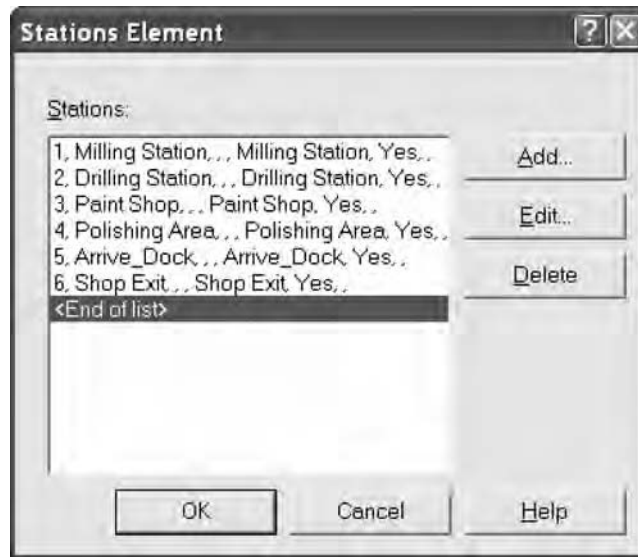 Stations Element
Stations:
1, Milling Station, , , Milling Station, Yes, ,
2, Drilling Station, , , Drilling Station, Yes, ,
3, Paint Shop, , , Paint Shop, Yes, ,
4, Polishing Area, , , Polishing Area, Yes, ,
5, Arrive_Dock, , , Arrive_Dock, Yes, ,
6, Shop Exit, , , Shop Exit, Yes, ,
<End of list>
Add...
Edit...
Delete
OK
Cancel
Help